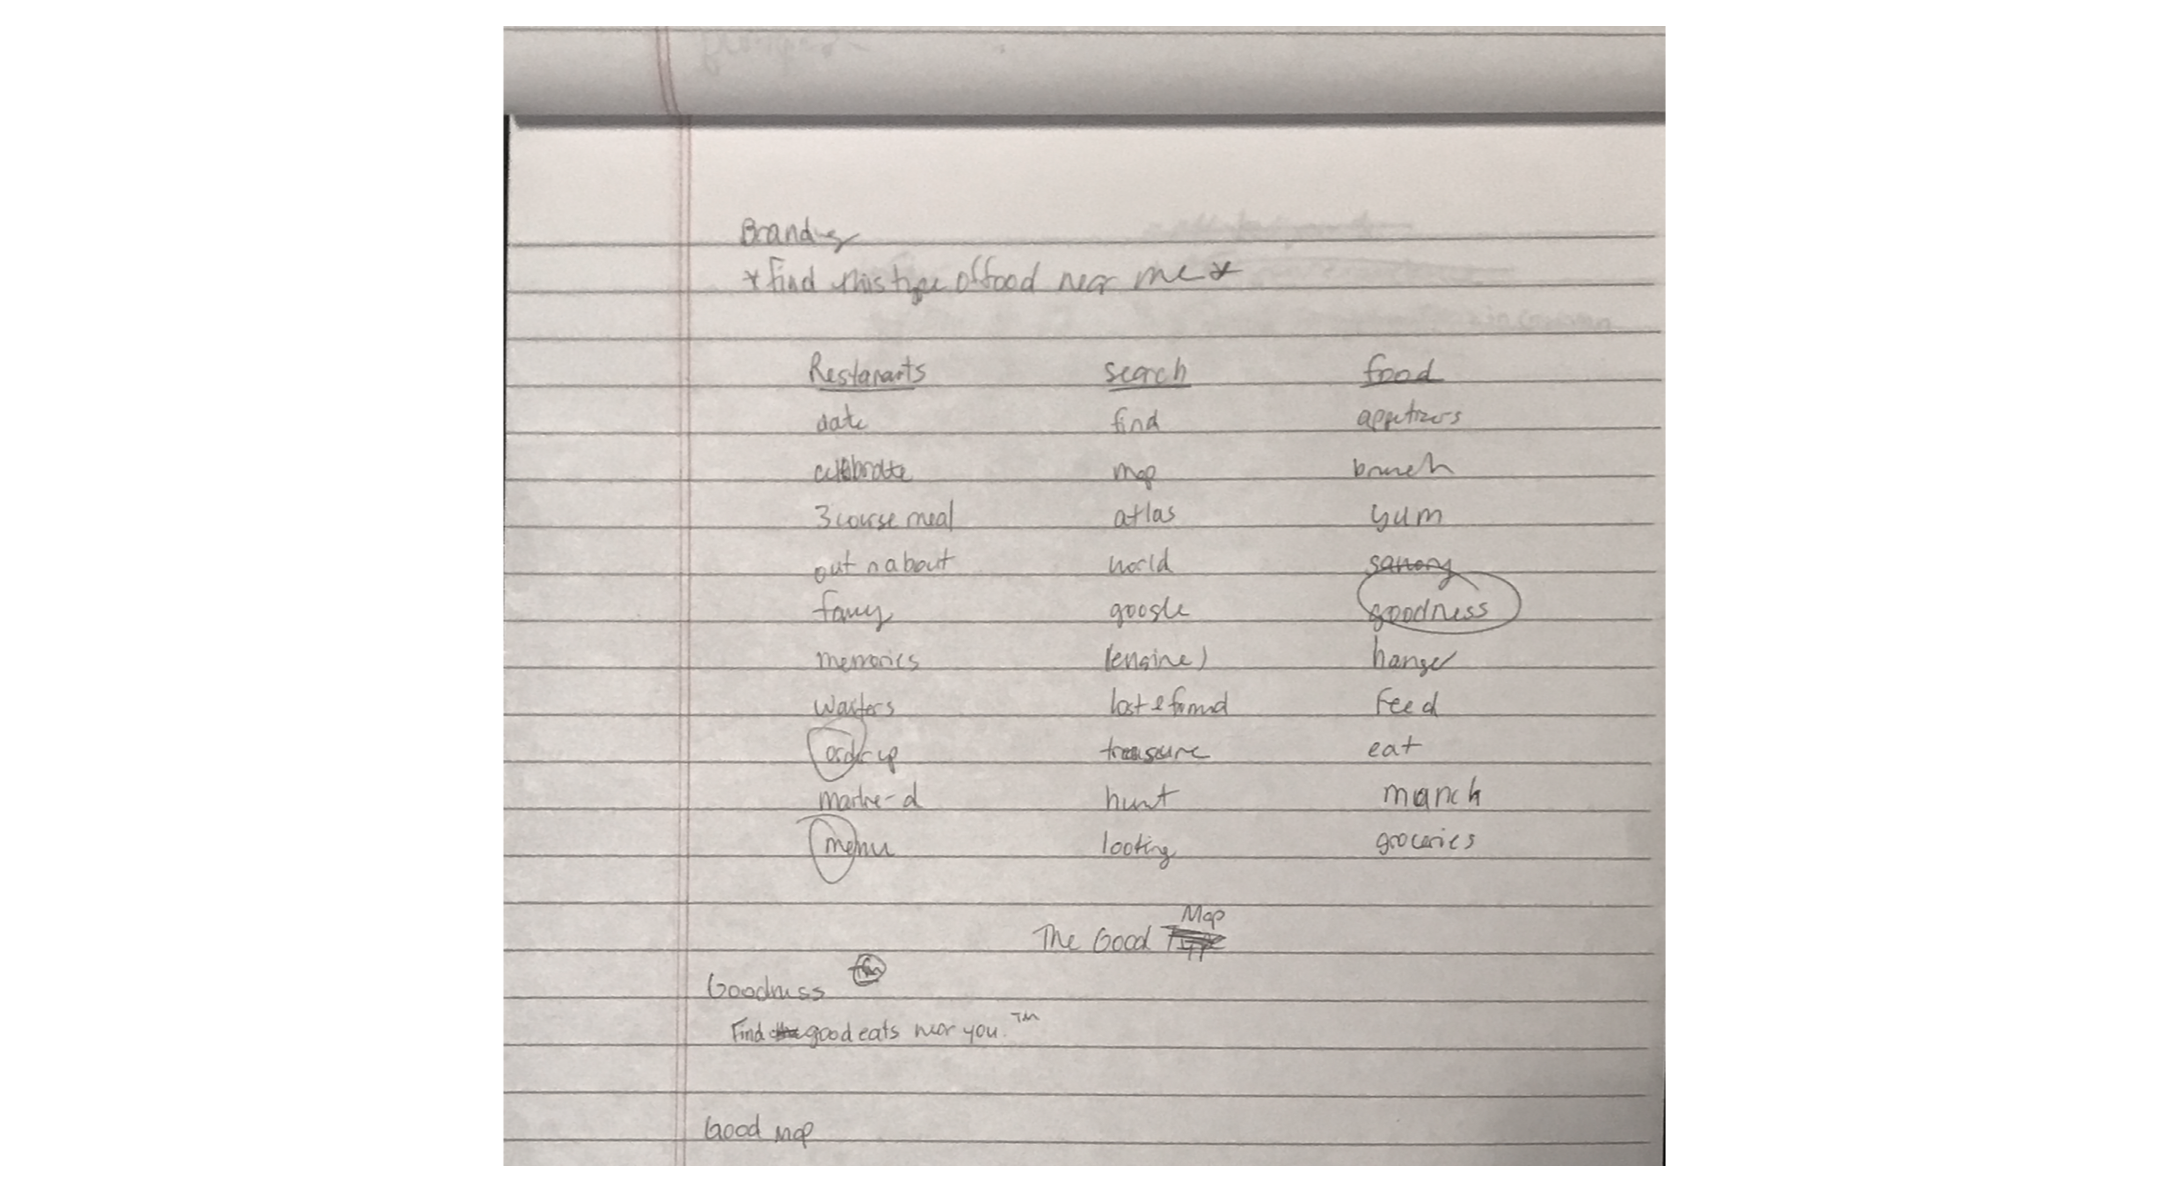 Branding
*find this type of food near me*
Restaraunts search food
date find appetizers
celebrate map brunch
3 course meal atlas yum
out n about world savory
fancy google goodness
memories (engine) hunger
waiters lost & found Feed
order up treasure eat
maitre-d hunt munch
menu looking groceries
Map
The Good
Goodness
Find good eats near you.™
Good Map